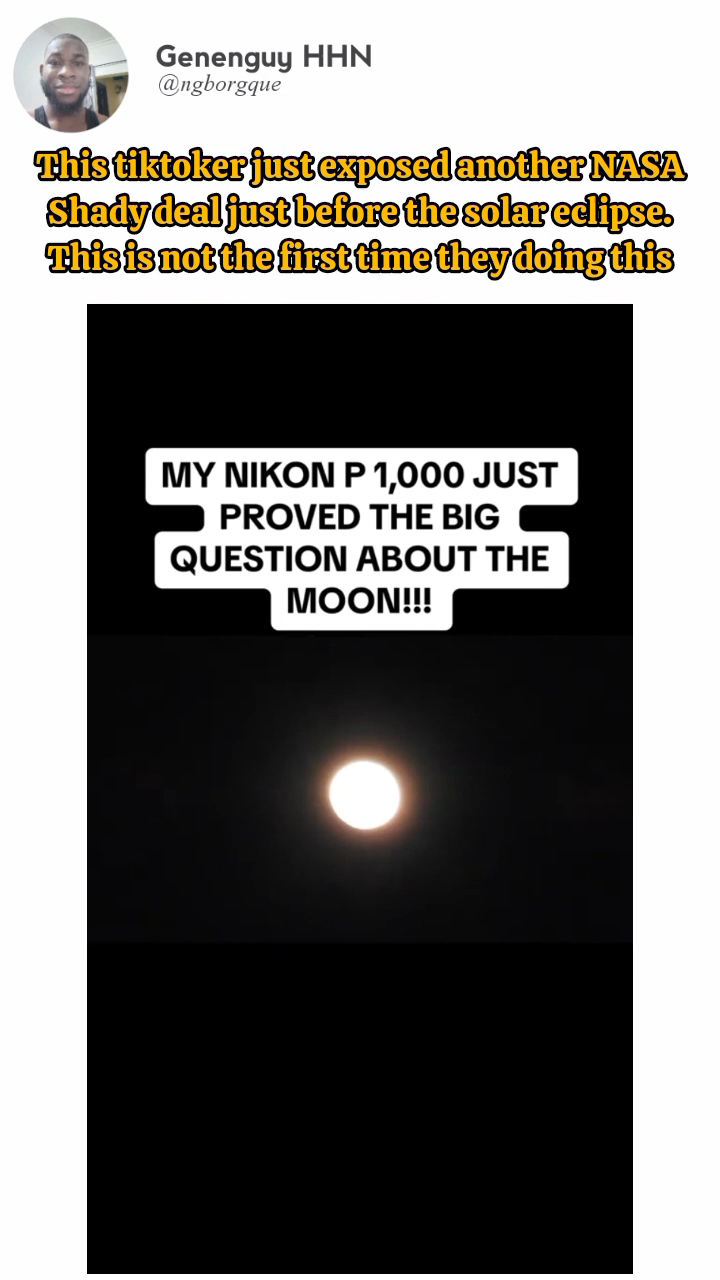 Genenguy HHN
@ngborgque
This tiktoker just exposed another NASA
Shady deal just before the solar eclipse.
This is not the first time they doing this
MY NIKON P 1,000 JUST
PROVED THE BIG
QUESTION ABOUT THE
MOON!!!